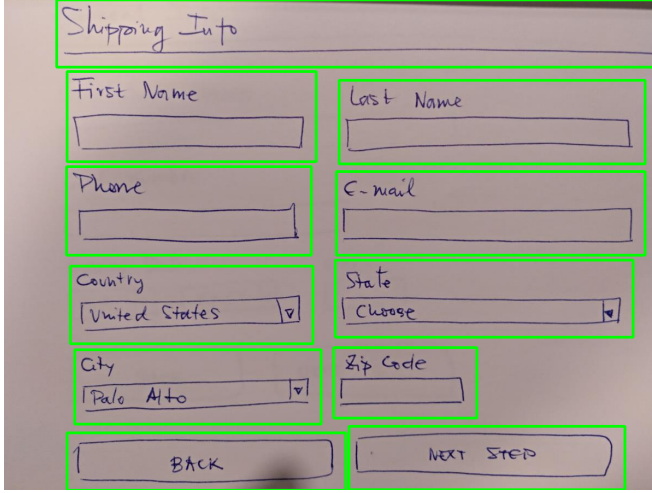 Shipping Info
First Name
Last Name
Phone
E-mail
Country
State
United States
Choose
City
Zip Code
Palo Alto
BACK
NEXT STEP